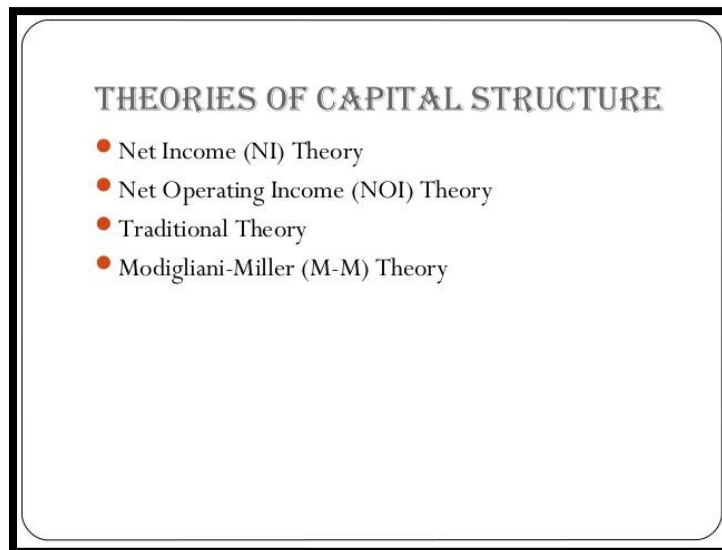 THEORIES OF CAPITAL STRUCTURE
Net Income (NI) Theory
Net Operating Income (NOI) Theory
Traditional Theory
Modigliani-Miller (M-M) Theory